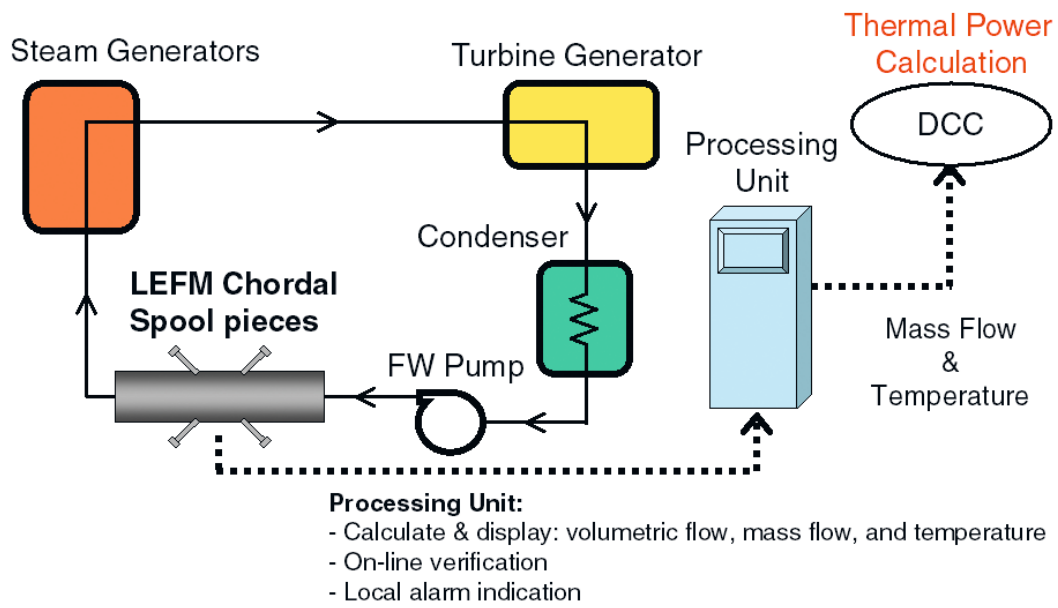 Steam Generators
Turbine Generator
Thermal Power
Calculation
DCC
Processing
Unit
Condenser
LEFM Chordal
Spool pieces
FW Pump
Mass Flow
&
Temperature
Processing Unit:
- Calculate & display: volumetric flow, mass flow, and temperature
- On-line verification
- Local alarm indication